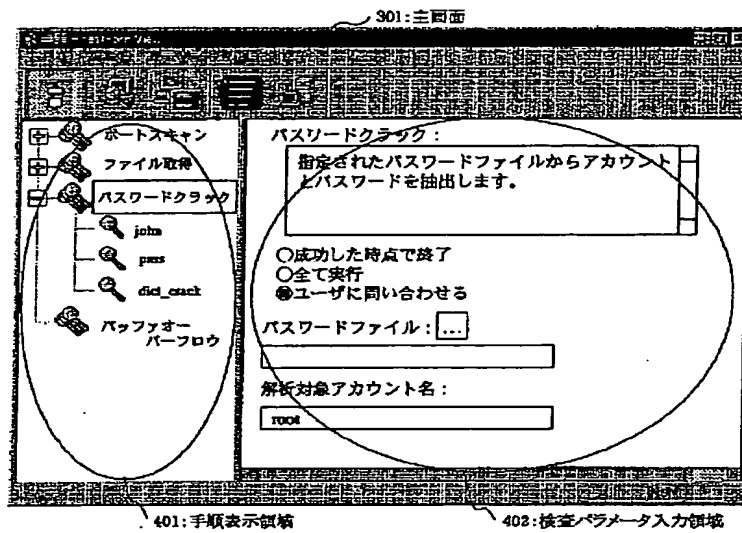 301:主画面
ポートスキャン
ファイル取得
パスワードクラック
john
pass
dict_crack
バッファオー
バーフロウ
パスワードクラック:
指定されたパスワードファイルからアカウント
とパスワードを抽出します。
○成功した時点で終了
○全て実行
◉ユーザに問い合わせる
パスワードファイル:...
解析対象アカウント名:
root
401:手順表示領域
402:検査パラメータ入力領域